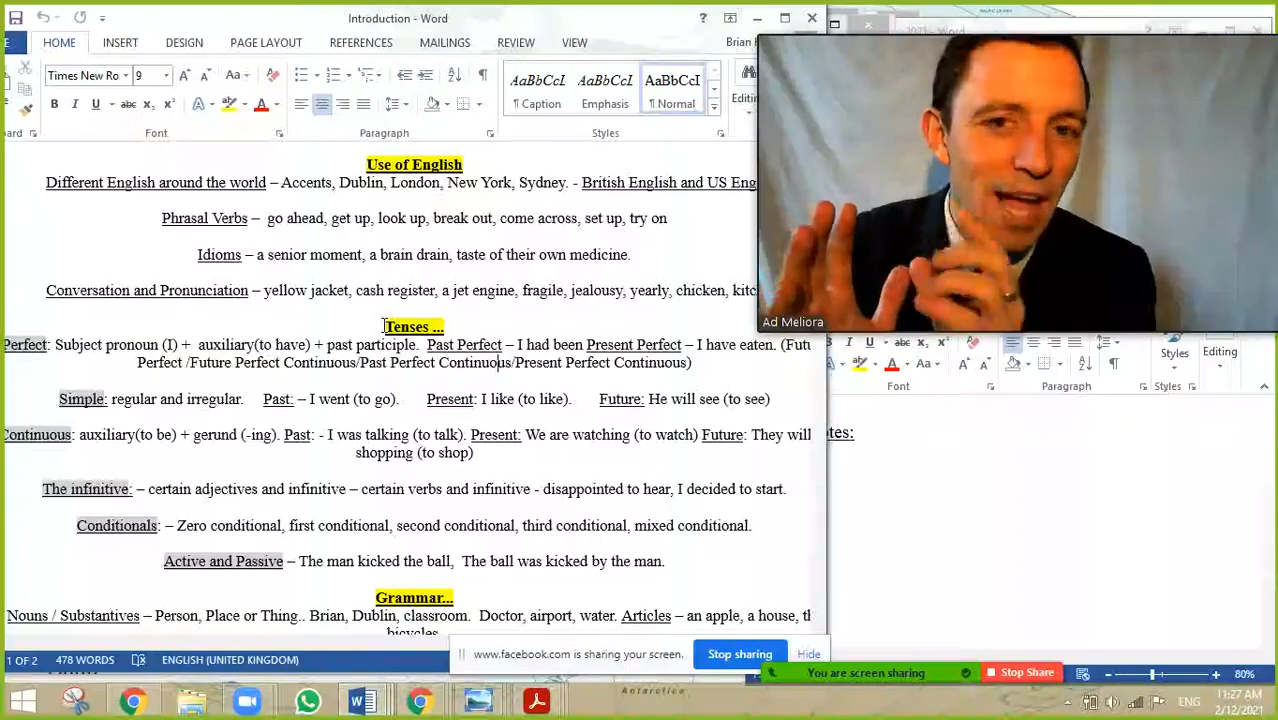 Introduction - Word
2021 - Word
HOME INSERT DESIGN PAGE LAYOUT REFERENCES MAILINGS REVIEW VIEW Brian
Times New Ro 9
AaBbCcI AaBbCcI AaBbCcI
¶ Caption Emphasis ¶ Normal
Editing
Font Paragraph Styles
Use of English
Different English around the world – Accents, Dublin, London, New York, Sydney. - British English and US Eng
Phrasal Verbs – go ahead, get up, look up, break out, come across, set up, try on
Idioms – a senior moment, a brain drain, taste of their own medicine.
Conversation and Pronunciation – yellow jacket, cash register, a jet engine, fragile, jealousy, yearly, chicken, kitc
Ad Meliora
Tenses ...
Perfect: Subject pronoun (I) + auxiliary(to have) + past participle. Past Perfect – I had been Present Perfect – I have eaten. (Fut
Perfect /Future Perfect Continuous/Past Perfect Continuous/Present Perfect Continuous)
Simple: regular and irregular. Past: – I went (to go). Present: I like (to like). Future: He will see (to see)
Continuous: auxiliary(to be) + gerund (-ing). Past: - I was talking (to talk). Present: We are watching (to watch) Future: They will
shopping (to shop)
The infinitive: – certain adjectives and infinitive – certain verbs and infinitive - disappointed to hear, I decided to start.
Conditionals: – Zero conditional, first conditional, second conditional, third conditional, mixed conditional.
Active and Passive – The man kicked the ball, The ball was kicked by the man.
Grammar...
Nouns / Substantives – Person, Place or Thing.. Brian, Dublin, classroom. Doctor, airport, water. Articles – an apple, a house, th
bicycles
Styles Editing
Font Paragraph Styles
otes:
www.facebook.com is sharing your screen. Stop sharing Hide
1 OF 2 478 WORDS ENGLISH (UNITED KINGDOM)
You are screen sharing Stop Share
80%
Antarctica
ENG
11:27 AM
2/12/2021